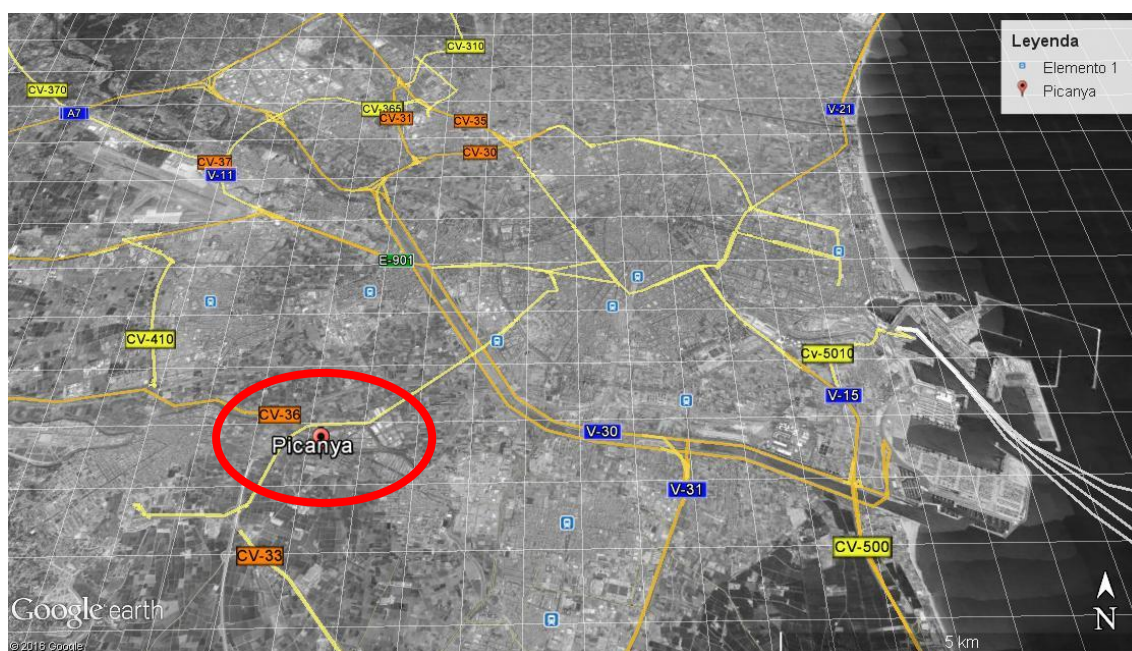 CV-310
Leyenda
Elemento 1
Picanya
CV-370
A7
CV-365
CV-31
CV-35
V-21
CV-30
CV-37
V-11
E-901
CV-410
Cv-5010
V-15
CV-36
Picanya
V-30
V-31
CV-33
CV-500
Google earth
N
© 2016 Google
5 km